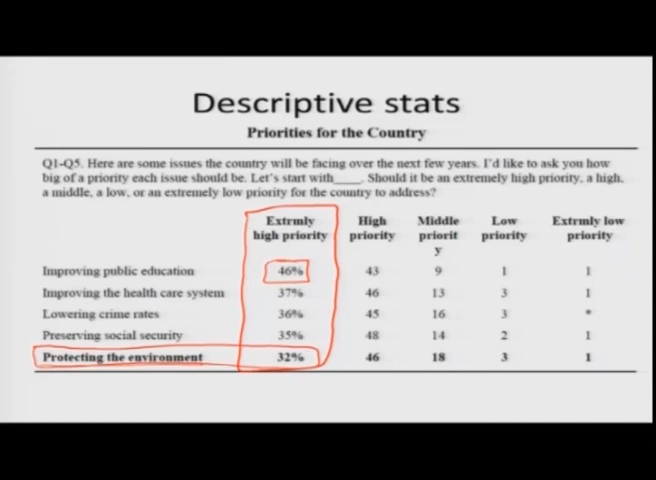 Descriptive stats
Priorities for the Country
Q1-Q5. Here are some issues the country will be facing over the next few years. I'd like to ask you how
big of a priority each issue should be. Let's start with____. Should it be an extremely high priority, a high,
a middle, a low, or an extremely low priority for the country to address?
Extrmly high priority High priority Middle priorit y Low priority Extrmly low priority
Improving public education 46% 43 9 1 1
Improving the health care system 37% 46 13 3 1
Lowering crime rates 36% 45 16 3 *
Preserving social security 35% 48 14 2 1
Protecting the environment 32% 46 18 3 1